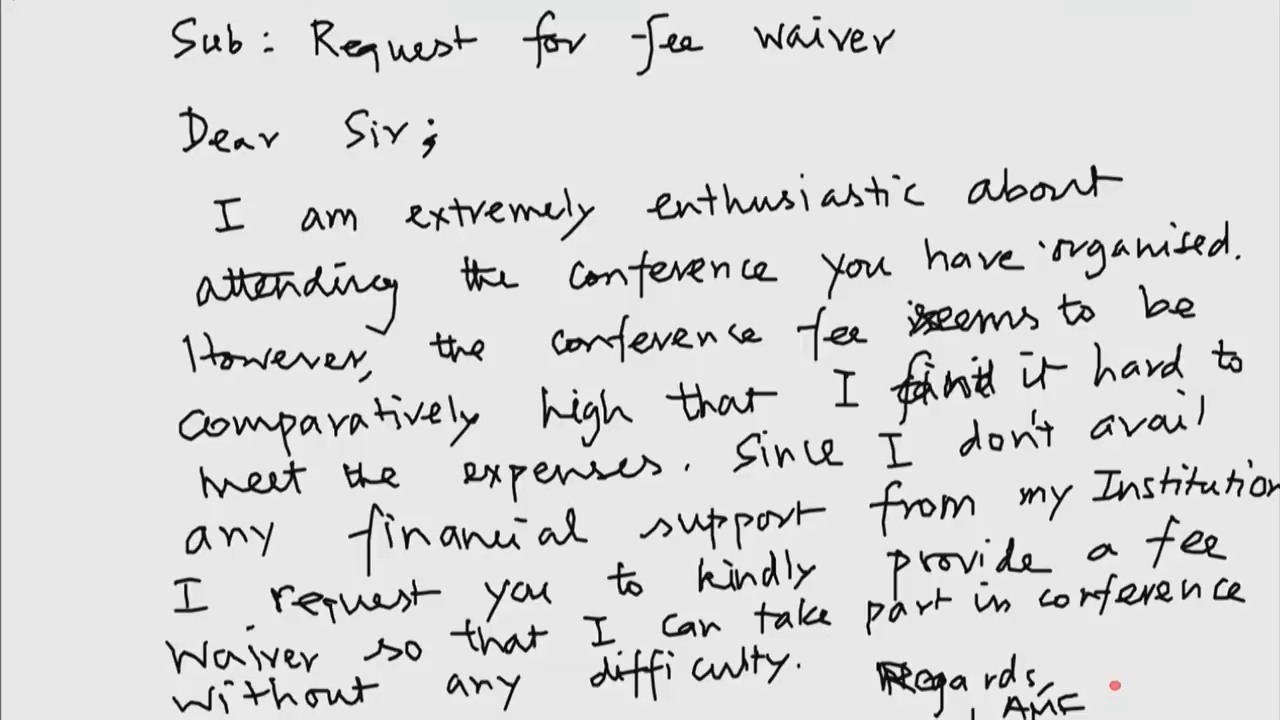 Sub: Request for fee waiver
Dear Sir;
I am extremely enthusiastic about
attending the conference you have organised.
However, the conference fee seems to be
comparatively high that I find it hard to
meet the expenses. Since I don't avail
any financial support from my Institution
I request you to kindly provide a fee
waiver so that I can take part in conference
without any difficulty.
Regards,